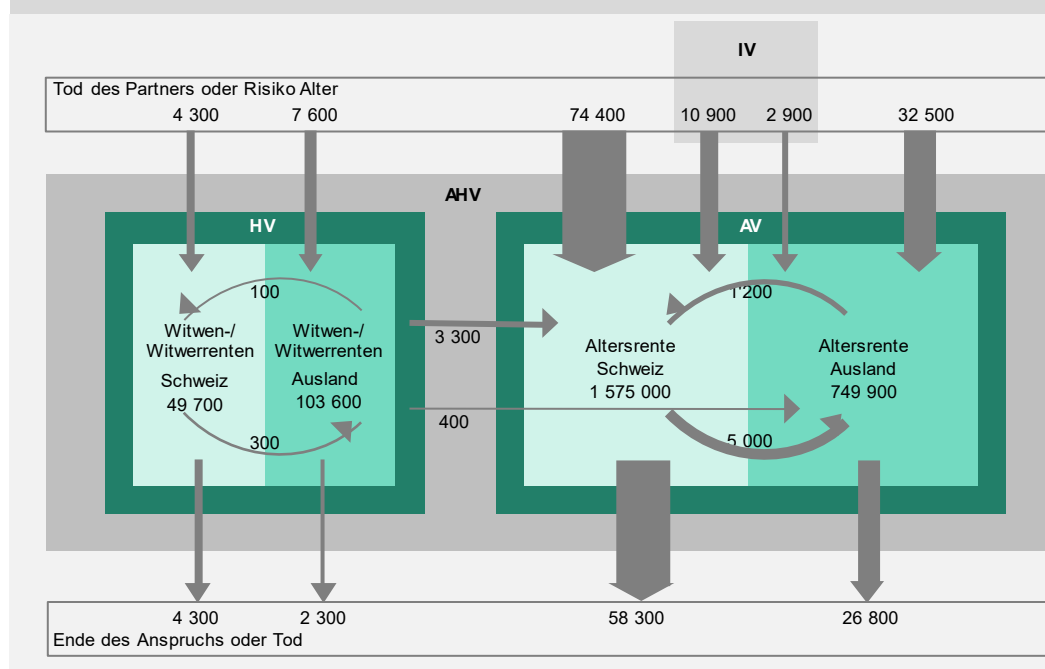 IV
Tod des Partners oder Risiko Alter
4 300 7 600 74 400 10 900 2 900 32 500
AHV
HV AV
100 1'200
Witwen-/ Witwerrenten
Schweiz
49 700
Witwen-/ Witwerrenten
Ausland
103 600
3 300
400
300
Altersrente
Schweiz
1 575 000
Altersrente
Ausland
749 900
5 000
4 300 2 300 58 300 26 800
Ende des Anspruchs oder Tod